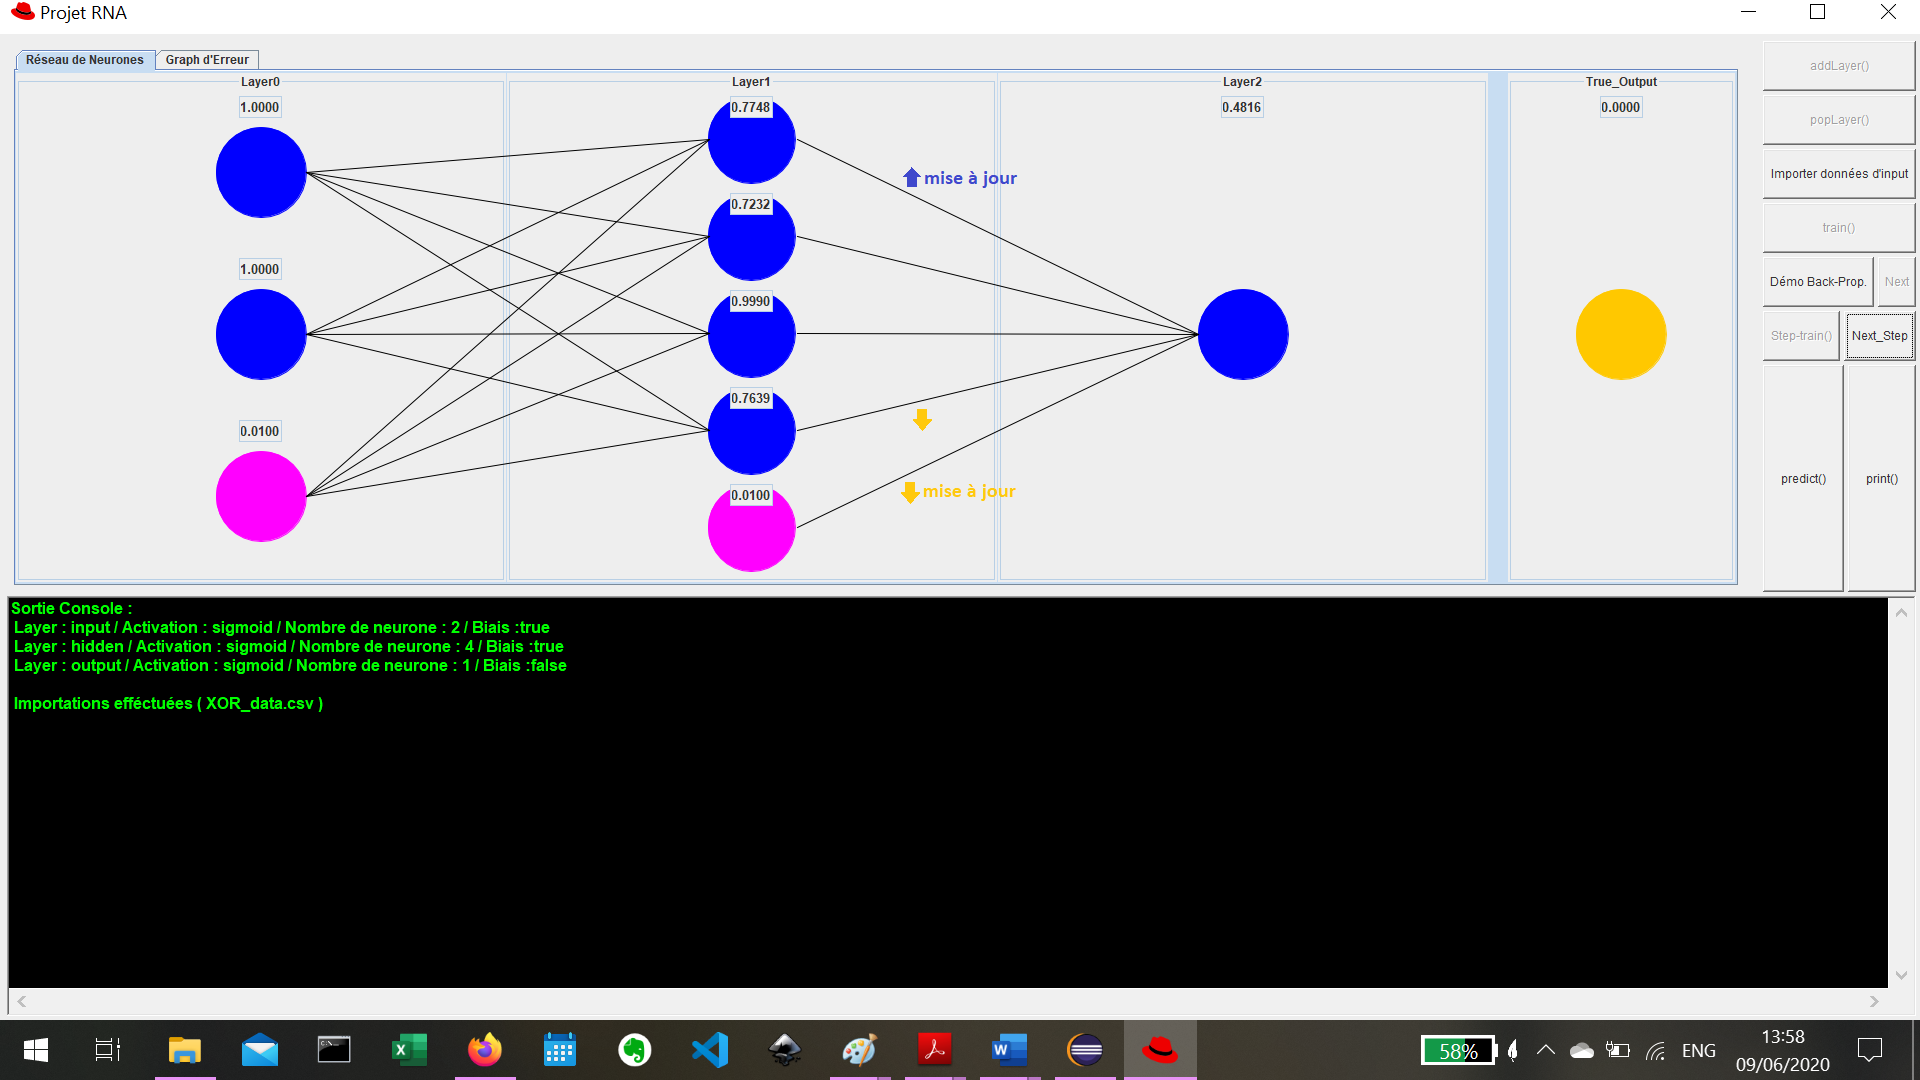 Projet RNA
Réseau de Neurones
Graph d'Erreur
Layer0
Layer1
Layer2
True_Output
1.0000
0.7748
0.4816
0.0000
mise à jour
0.7232
1.0000
0.9990
0.7639
0.0100
mise à jour
0.0100
addLayer()
popLayer()
Importer données d'input
train()
Démo Back-Prop.
Next
Step-train()
Next_Step
predict()
print()
Sortie Console :
Layer : input / Activation : sigmoid / Nombre de neurone : 2 / Biais :true
Layer : hidden / Activation : sigmoid / Nombre de neurone : 4 / Biais :true
Layer : output / Activation : sigmoid / Nombre de neurone : 1 / Biais :false
Importations efféctuées ( XOR_data.csv )
58%
ENG
13:58
09/06/2020